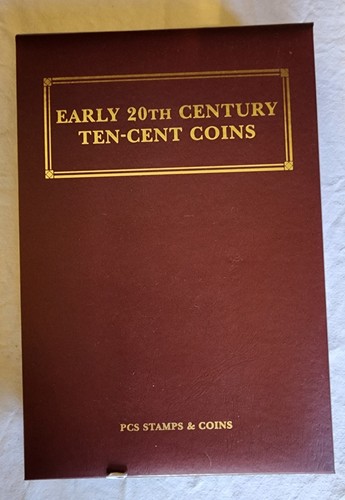 EARLY 20TH CENTURY
TEN-CENT COINS
PCS STAMPS & COINS